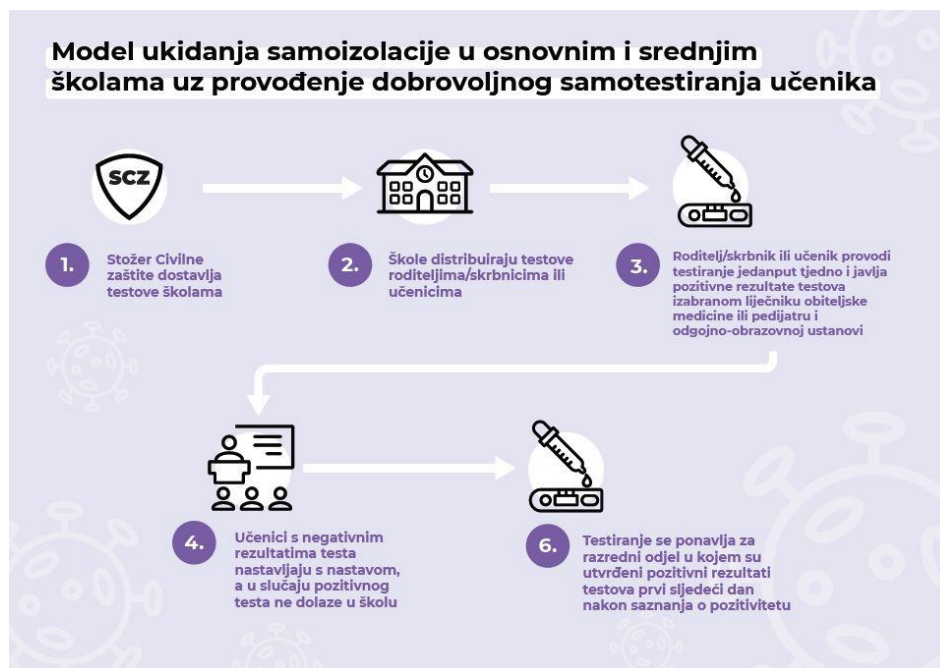 Model ukidanja samoizolacije u osnovnim i srednjim
školama uz provođenje dobrovoljnog samotestiranja učenika
SCZ
1.
Stožer Civilne
zaštite dostavlja
testove školama
2.
Škole distribuiraju testove
roditeljima/skrbnicima ili
učenicima
3.
Roditelj/skrbnik ili učenik provodi
testiranje jedanput tjedno i javlja
pozitivne rezultate testova
izabranom liječniku obiteljske
medicine ili pedijatru i
odgojno-obrazovnoj ustanovi
4.
Učenici s negativnim
rezultatima testa
nastavljaju s nastavom,
a u slučaju pozitivnog
testa ne dolaze u školu
6.
Testiranje se ponavlja za
razredni odjel u kojem su
utvrđeni pozitivni rezultati
testova prvi sljedeći dan
nakon saznanja o pozitivitetu